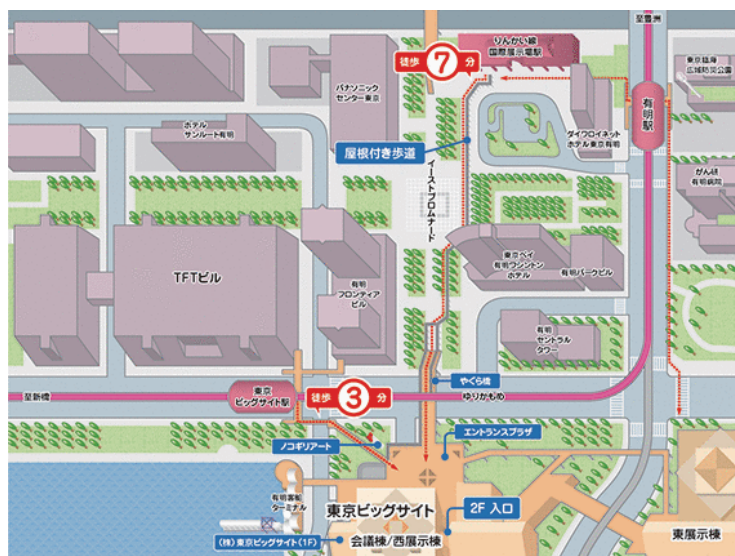 至豊洲
りんかい線
国際展示場駅
徒歩 7 分
東京臨海
広域防災公園
パナソニック
センター東京
有明駅
ホテル
サンルート有明
ダイワロイネット
ホテル東京有明
屋根付き歩道
がん研
有明病院
イーストプロムナード
東京ベイ
有明ワシントン
ホテル
有明パークビル
TFTビル
有明
フロンティア
ビル
有明
セントラル
タワー
やぐら橋
東京
ビッグサイト駅
徒歩 3 分
至新橋
ゆりかもめ
ノコギリアート
エントランスプラザ
有明客船
ターミナル
東京ビッグサイト
2F 入口
(株)東京ビッグサイト(1F)
会議棟/西展示棟
東展示棟